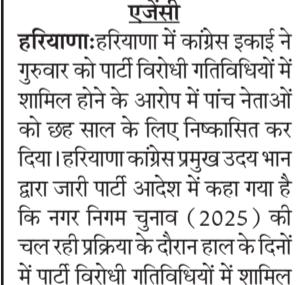 एजेंसी
हरियाणा:हरियाणा में कांग्रेस इकाई ने
गुरुवार को पार्टी विरोधी गतिविधियों में
शामिल होने के आरोप में पांच नेताओं
को छह साल के लिए निष्कासित कर
दिया।हरियाणा कांग्रेस प्रमुख उदय भान
द्वारा जारी पार्टी आदेश में कहा गया है
कि नगर निगम चुनाव (2025) की
चल रही प्रक्रिया के दौरान हाल के दिनों
में पार्टी विरोधी गतिविधियों में शामिल